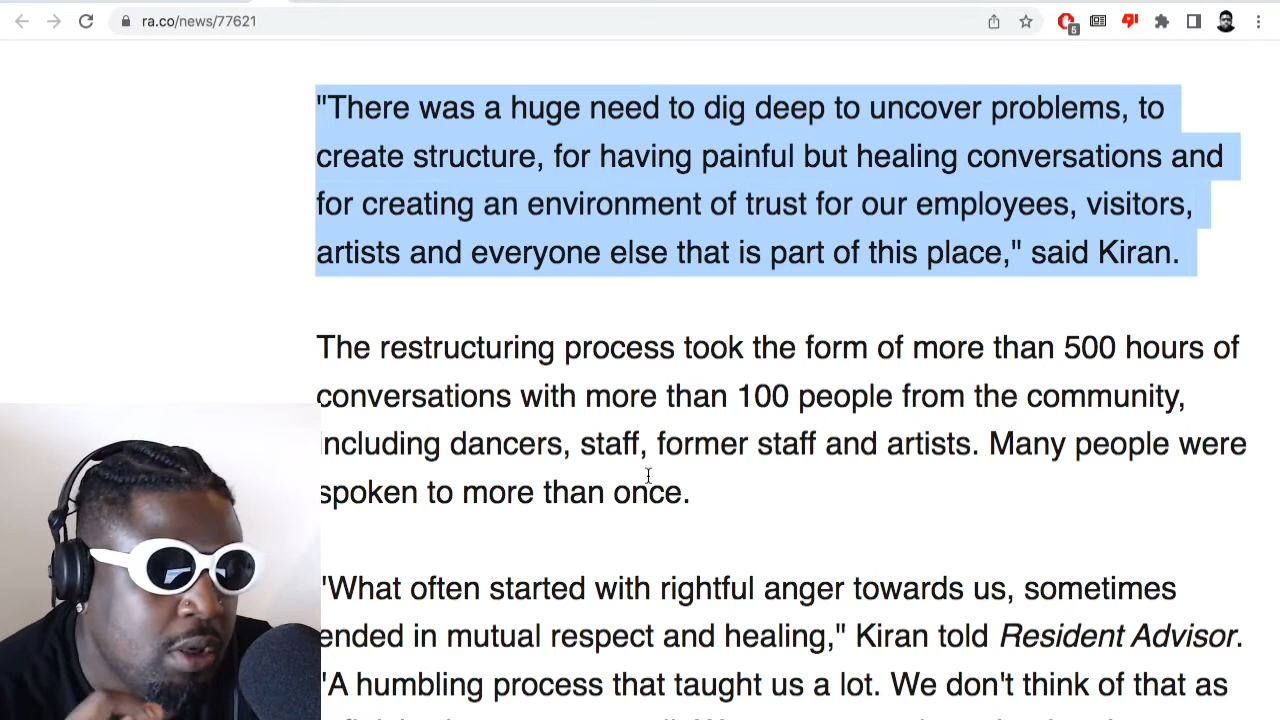 ra.co/news/77621
5
"There was a huge need to dig deep to uncover problems, to
create structure, for having painful but healing conversations and
for creating an environment of trust for our employees, visitors,
artists and everyone else that is part of this place," said Kiran.
The restructuring process took the form of more than 500 hours of
conversations with more than 100 people from the community,
including dancers, staff, former staff and artists. Many people were
spoken to more than once.
"What often started with rightful anger towards us, sometimes
ended in mutual respect and healing," Kiran told Resident Advisor.
"A humbling process that taught us a lot. We don't think of that as